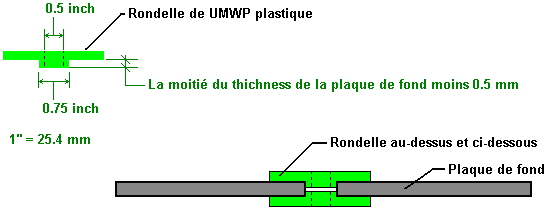 0.5 inch
Rondelle de UMWP plastique
La moitié du thichness de la plaque de fond moins 0.5 mm
0.75 inch
1" = 25.4 mm
Rondelle au-dessus et ci-dessous
Plaque de fond